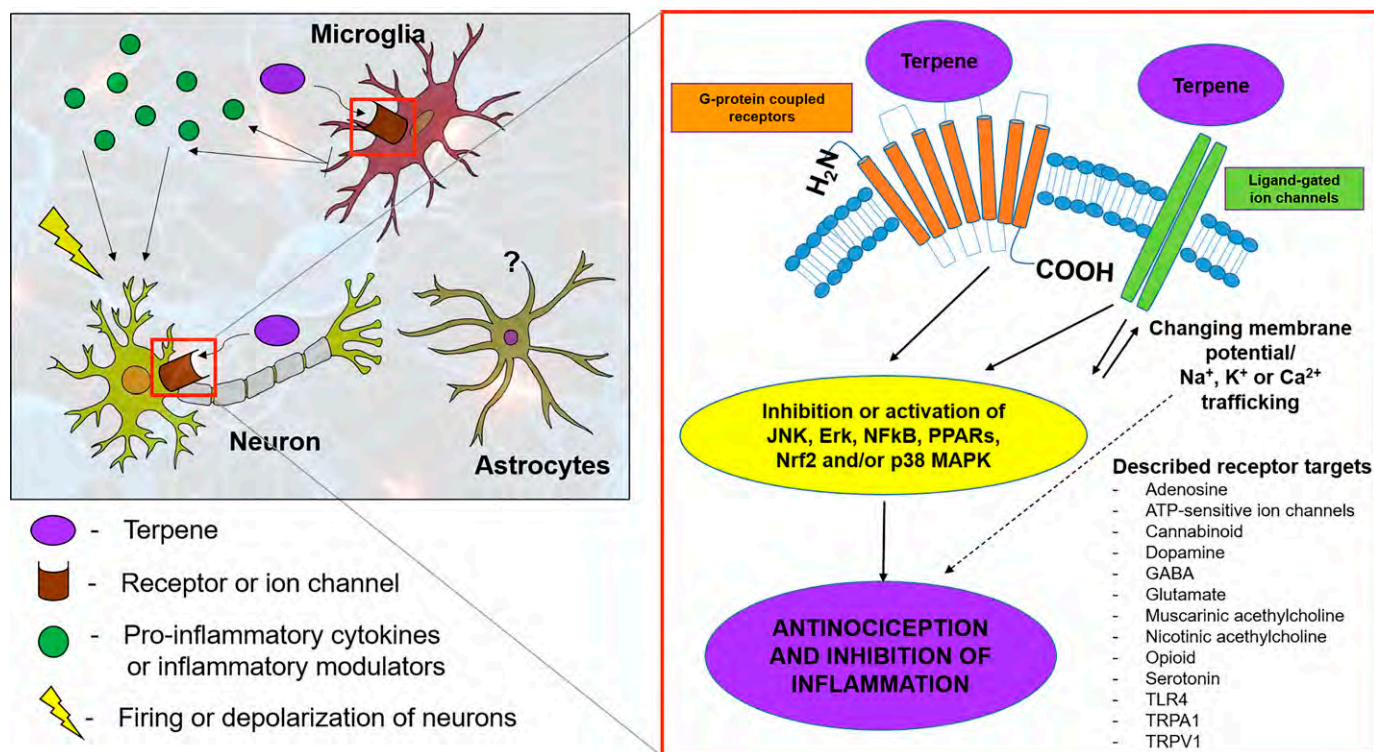 Microglia
?
Neuron
Astrocytes
- Terpene
- Receptor or ion channel
- Pro-inflammatory cytokines
or inflammatory modulators
- Firing or depolarization of neurons
Terpene
Terpene
G-protein coupled
receptors
H₂N
Ligand-gated
ion channels
COOH
Changing membrane
potential/
Na⁺, K⁺ or Ca²⁺
trafficking
Inhibition or activation of
JNK, Erk, NFkB, PPARs,
Nrf2 and/or p38 MAPK
ANTINOCICEPTION
AND INHIBITION OF
INFLAMMATION
Described receptor targets
- Adenosine
- ATP-sensitive ion channels
- Cannabinoid
- Dopamine
- GABA
- Glutamate
- Muscarinic acetylcholine
- Nicotinic acetylcholine
- Opioid
- Serotonin
- TLR4
- TRPA1
- TRPV1